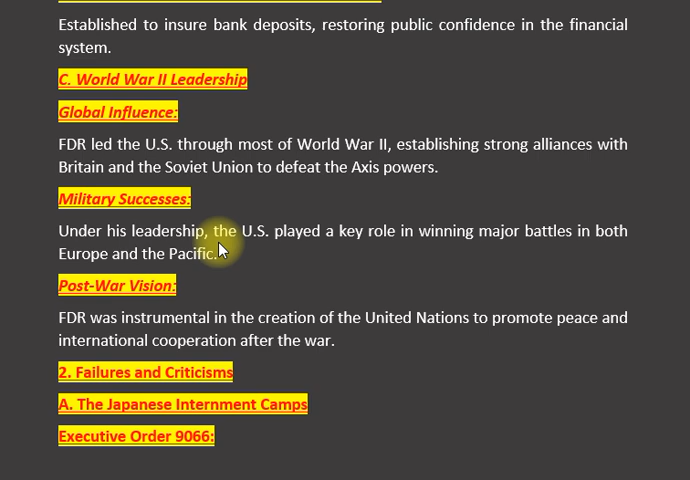 Established to insure bank deposits, restoring public confidence in the financial
system.
C. World War II Leadership
Global Influence:
FDR led the U.S. through most of World War II, establishing strong alliances with
Britain and the Soviet Union to defeat the Axis powers.
Military Successes:
Under his leadership, the U.S. played a key role in winning major battles in both
Europe and the Pacific.
Post-War Vision:
FDR was instrumental in the creation of the United Nations to promote peace and
international cooperation after the war.
2. Failures and Criticisms
A. The Japanese Internment Camps
Executive Order 9066: